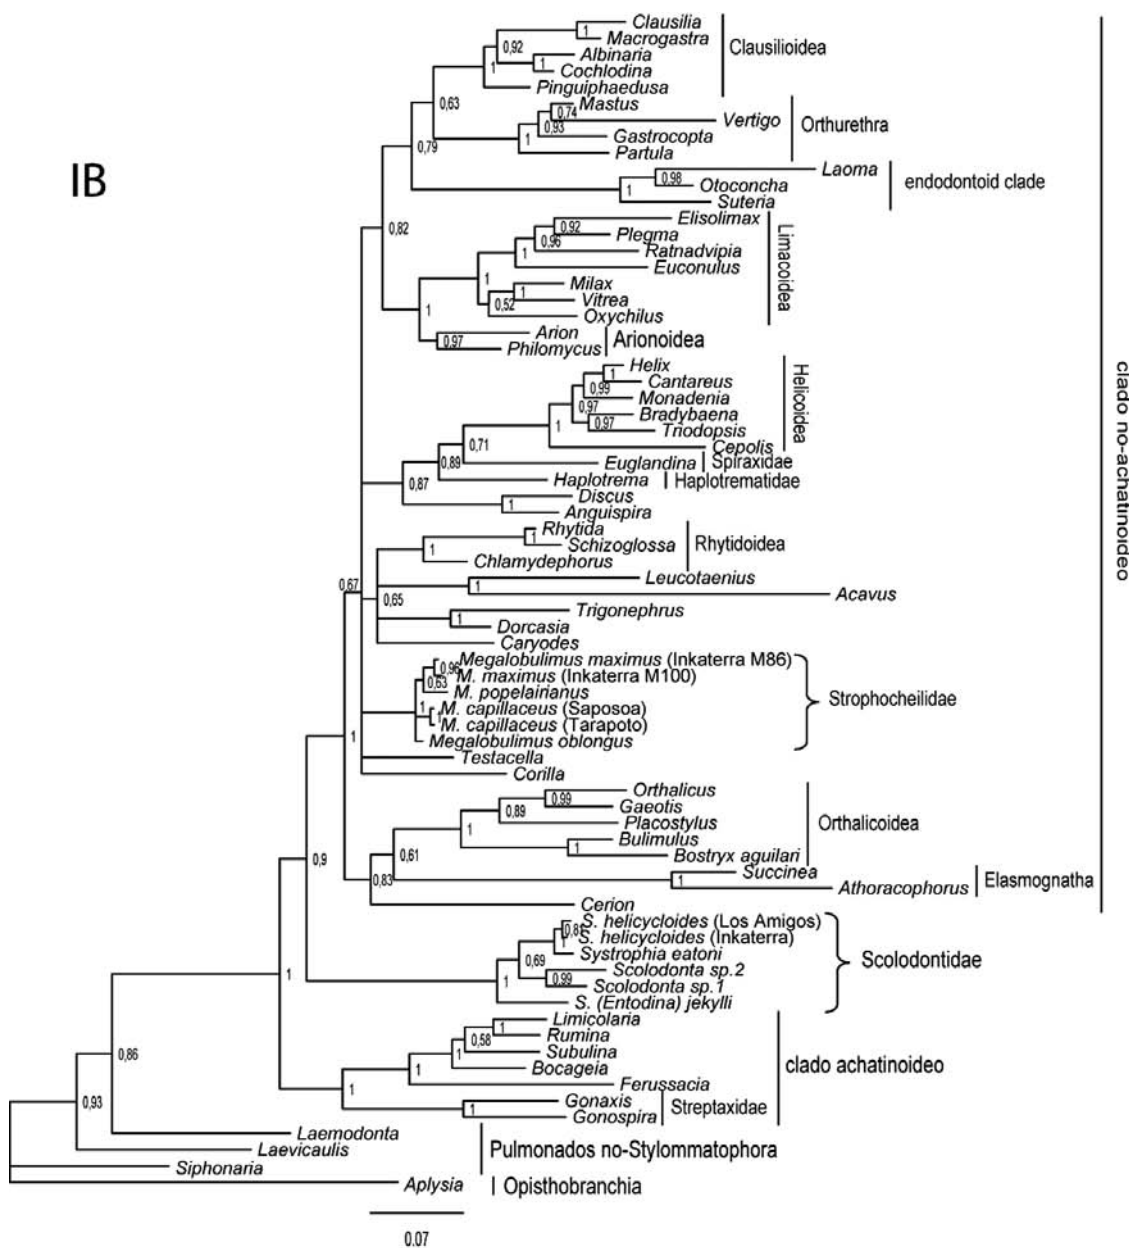 IB
Clausilia
1
Macrogastra
0,92
Albinaria
1
1
Cochlodina
Pinguiphaedusa
Clausilioidea
0,63
Mastus
0,74
Vertigo
0,93
Gastrocopta
1
Partula
Orthurethra
0,79
Laoma
0,98
Otoconcha
1
Suteria
endodontoid clade
0,82
Elisolimax
0,92
Plegma
0,96
Ratnadvipia
1
Euconulus
1
Milax
1
Vitrea
0,52
Oxychilus
Limacoidea
1
Arion
0,97
Philomycus
Arionoidea
Helix
1
Cantareus
0,99
Monadenia
0,97
Bradybaena
0,97
Triodopsis
1
Cepolis
Helicoidea
0,71
Euglandina
Spiraxidae
0,89
Haplotrema
Haplotrematidae
0,87
Discus
1
Anguispira
Rhytida
1
Schizoglossa
1
Chlamydephorus
Rhytidoidea
Leucotaenius
1
Acavus
0,67
0,65
Trigonephrus
1
Dorcasia
Caryodes
Megalobulimus maximus (Inkaterra M86)
0,96
M. maximus (Inkaterra M100)
0,63
M. popelairianus
1
M. capillaceus (Saposoa)
1
M. capillaceus (Tarapoto)
Megalobulimus oblongus
Strophocheilidae
1
Testacella
Corilla
Orthalicus
0,99
Gaeotis
0,89
Placostylus
1
Bulimulus
1
Bostryx aguilari
Orthalicoidea
0,61
Succinea
1
Athoracophorus
Elasmognatha
0,83
Cerion
clado no-achatinoideo
0,9
S. helicycloides (Los Amigos)
0,81
S. helicycloides (Inkaterra)
1
Systrophia eatoni
0,69
Scolodonta sp.2
0,99
Scolodonta sp.1
1
S. (Entodina) jekylli
Scolodontidae
1
Limicolaria
1
Rumina
0,58
Subulina
1
Bocageia
1
Ferussacia
1
Gonaxis
1
Gonospira
Streptaxidae
clado achatinoideo
0,86
0,93
Laemodonta
Laevicaulis
Siphonaria
Pulmonados no-Stylommatophora
Aplysia
Opisthobranchia
0.07